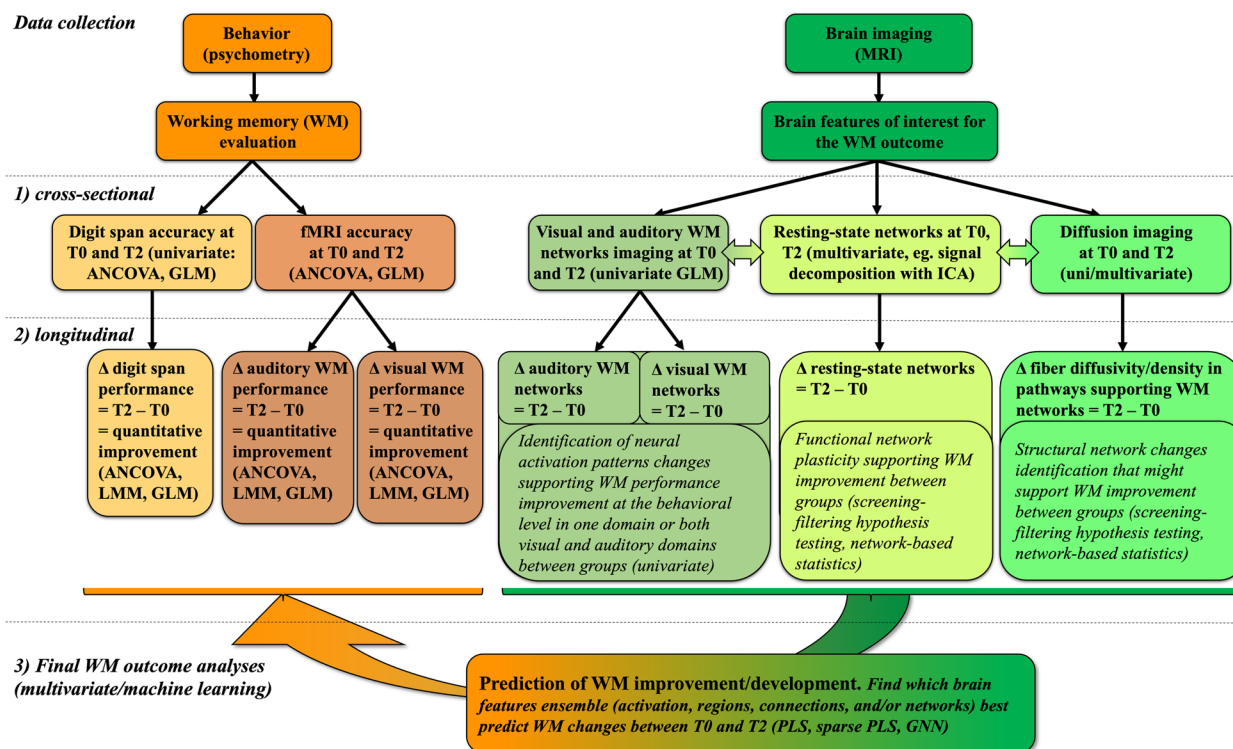 Data collection
Behavior
(psychometry)
Brain imaging
(MRI)
Working memory (WM)
evaluation
Brain features of interest for
the WM outcome
1) cross-sectional
Digit span accuracy at
T0 and T2 (univariate:
ANCOVA, GLM)
fMRI accuracy
at T0 and T2
(ANCOVA, GLM)
Visual and auditory WM
networks imaging at T0
and T2 (univariate GLM)
Resting-state networks at T0,
T2 (multivariate, eg. signal
decomposition with ICA)
Diffusion imaging
at T0 and T2
(uni/multivariate)
2) longitudinal
Δ digit span
performance
= T2 – T0
= quantitative
improvement
(ANCOVA,
LMM, GLM)
Δ auditory WM
performance
= T2 – T0
= quantitative
improvement
(ANCOVA,
LMM, GLM)
Δ visual WM
performance
= T2 – T0
= quantitative
improvement
(ANCOVA,
LMM, GLM)
Δ auditory WM
networks
= T2 – T0
Δ visual WM
networks
= T2 – T0
Identification of neural
activation patterns changes
supporting WM performance
improvement at the behavioral
level in one domain or both
visual and auditory domains
between groups (univariate)
Δ resting-state networks
= T2 – T0
Functional network
plasticity supporting WM
improvement between
groups (screening-
filtering hypothesis
testing, network-based
statistics)
Δ fiber diffusivity/density in
pathways supporting WM
networks = T2 – T0
Structural network changes
identification that might
support WM improvement
between groups (screening-
filtering hypothesis testing,
network-based statistics)
3) Final WM outcome analyses
(multivariate/machine learning)
Prediction of WM improvement/development. Find which brain
features ensemble (activation, regions, connections, and/or networks) best
predict WM changes between T0 and T2 (PLS, sparse PLS, GNN)